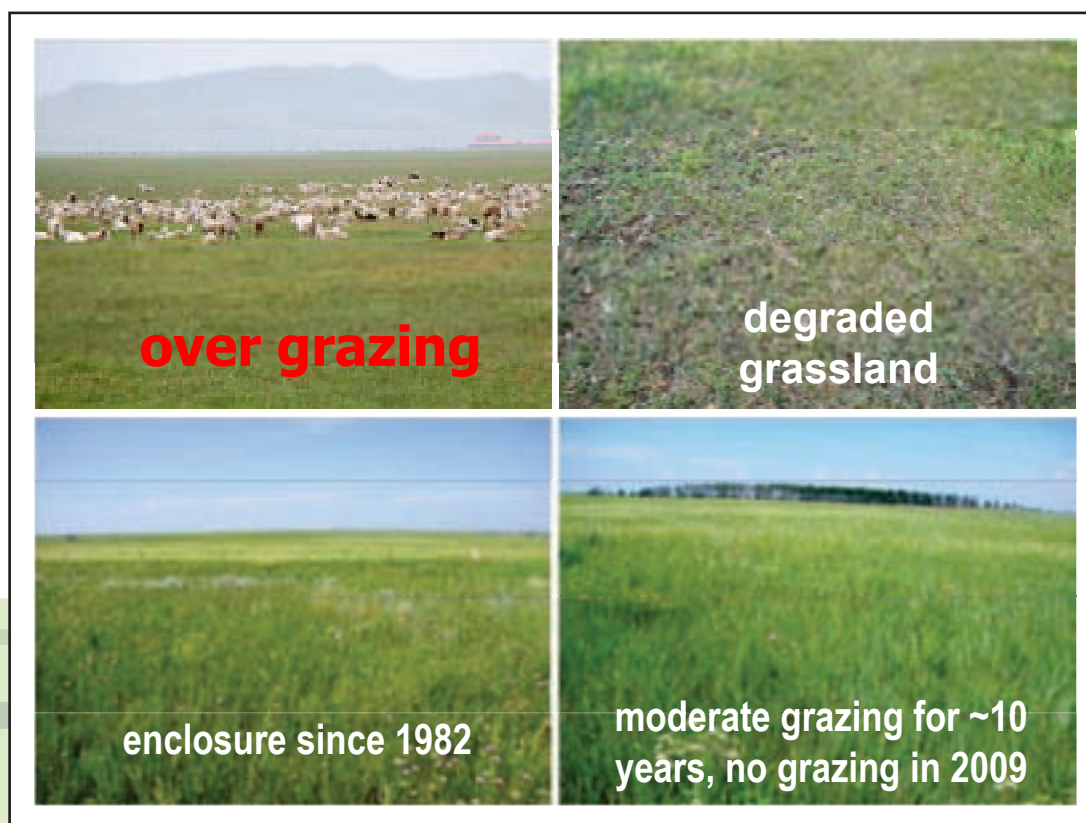 over grazing
degraded
grassland
enclosure since 1982
moderate grazing for ~10
years, no grazing in 2009